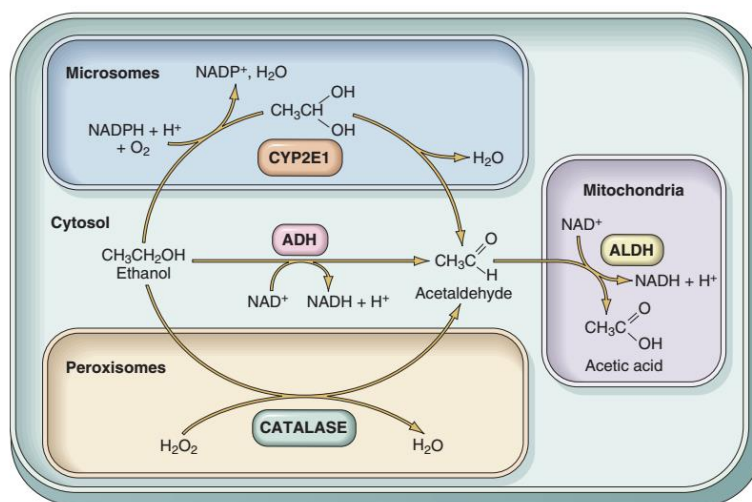 Microsomes
NADP⁺, H₂O
OH
CH₃CH
OH
NADPH + H⁺
+ O₂
CYP2E1
H₂O
Mitochondria
Cytosol
NAD⁺
ADH
ALDH
CH₃CH₂OH
Ethanol
O
CH₃C
H
Acetaldehyde
NAD⁺
NADH + H⁺
NADH + H⁺
O
CH₃C
OH
Acetic acid
Peroxisomes
CATALASE
H₂O₂
H₂O